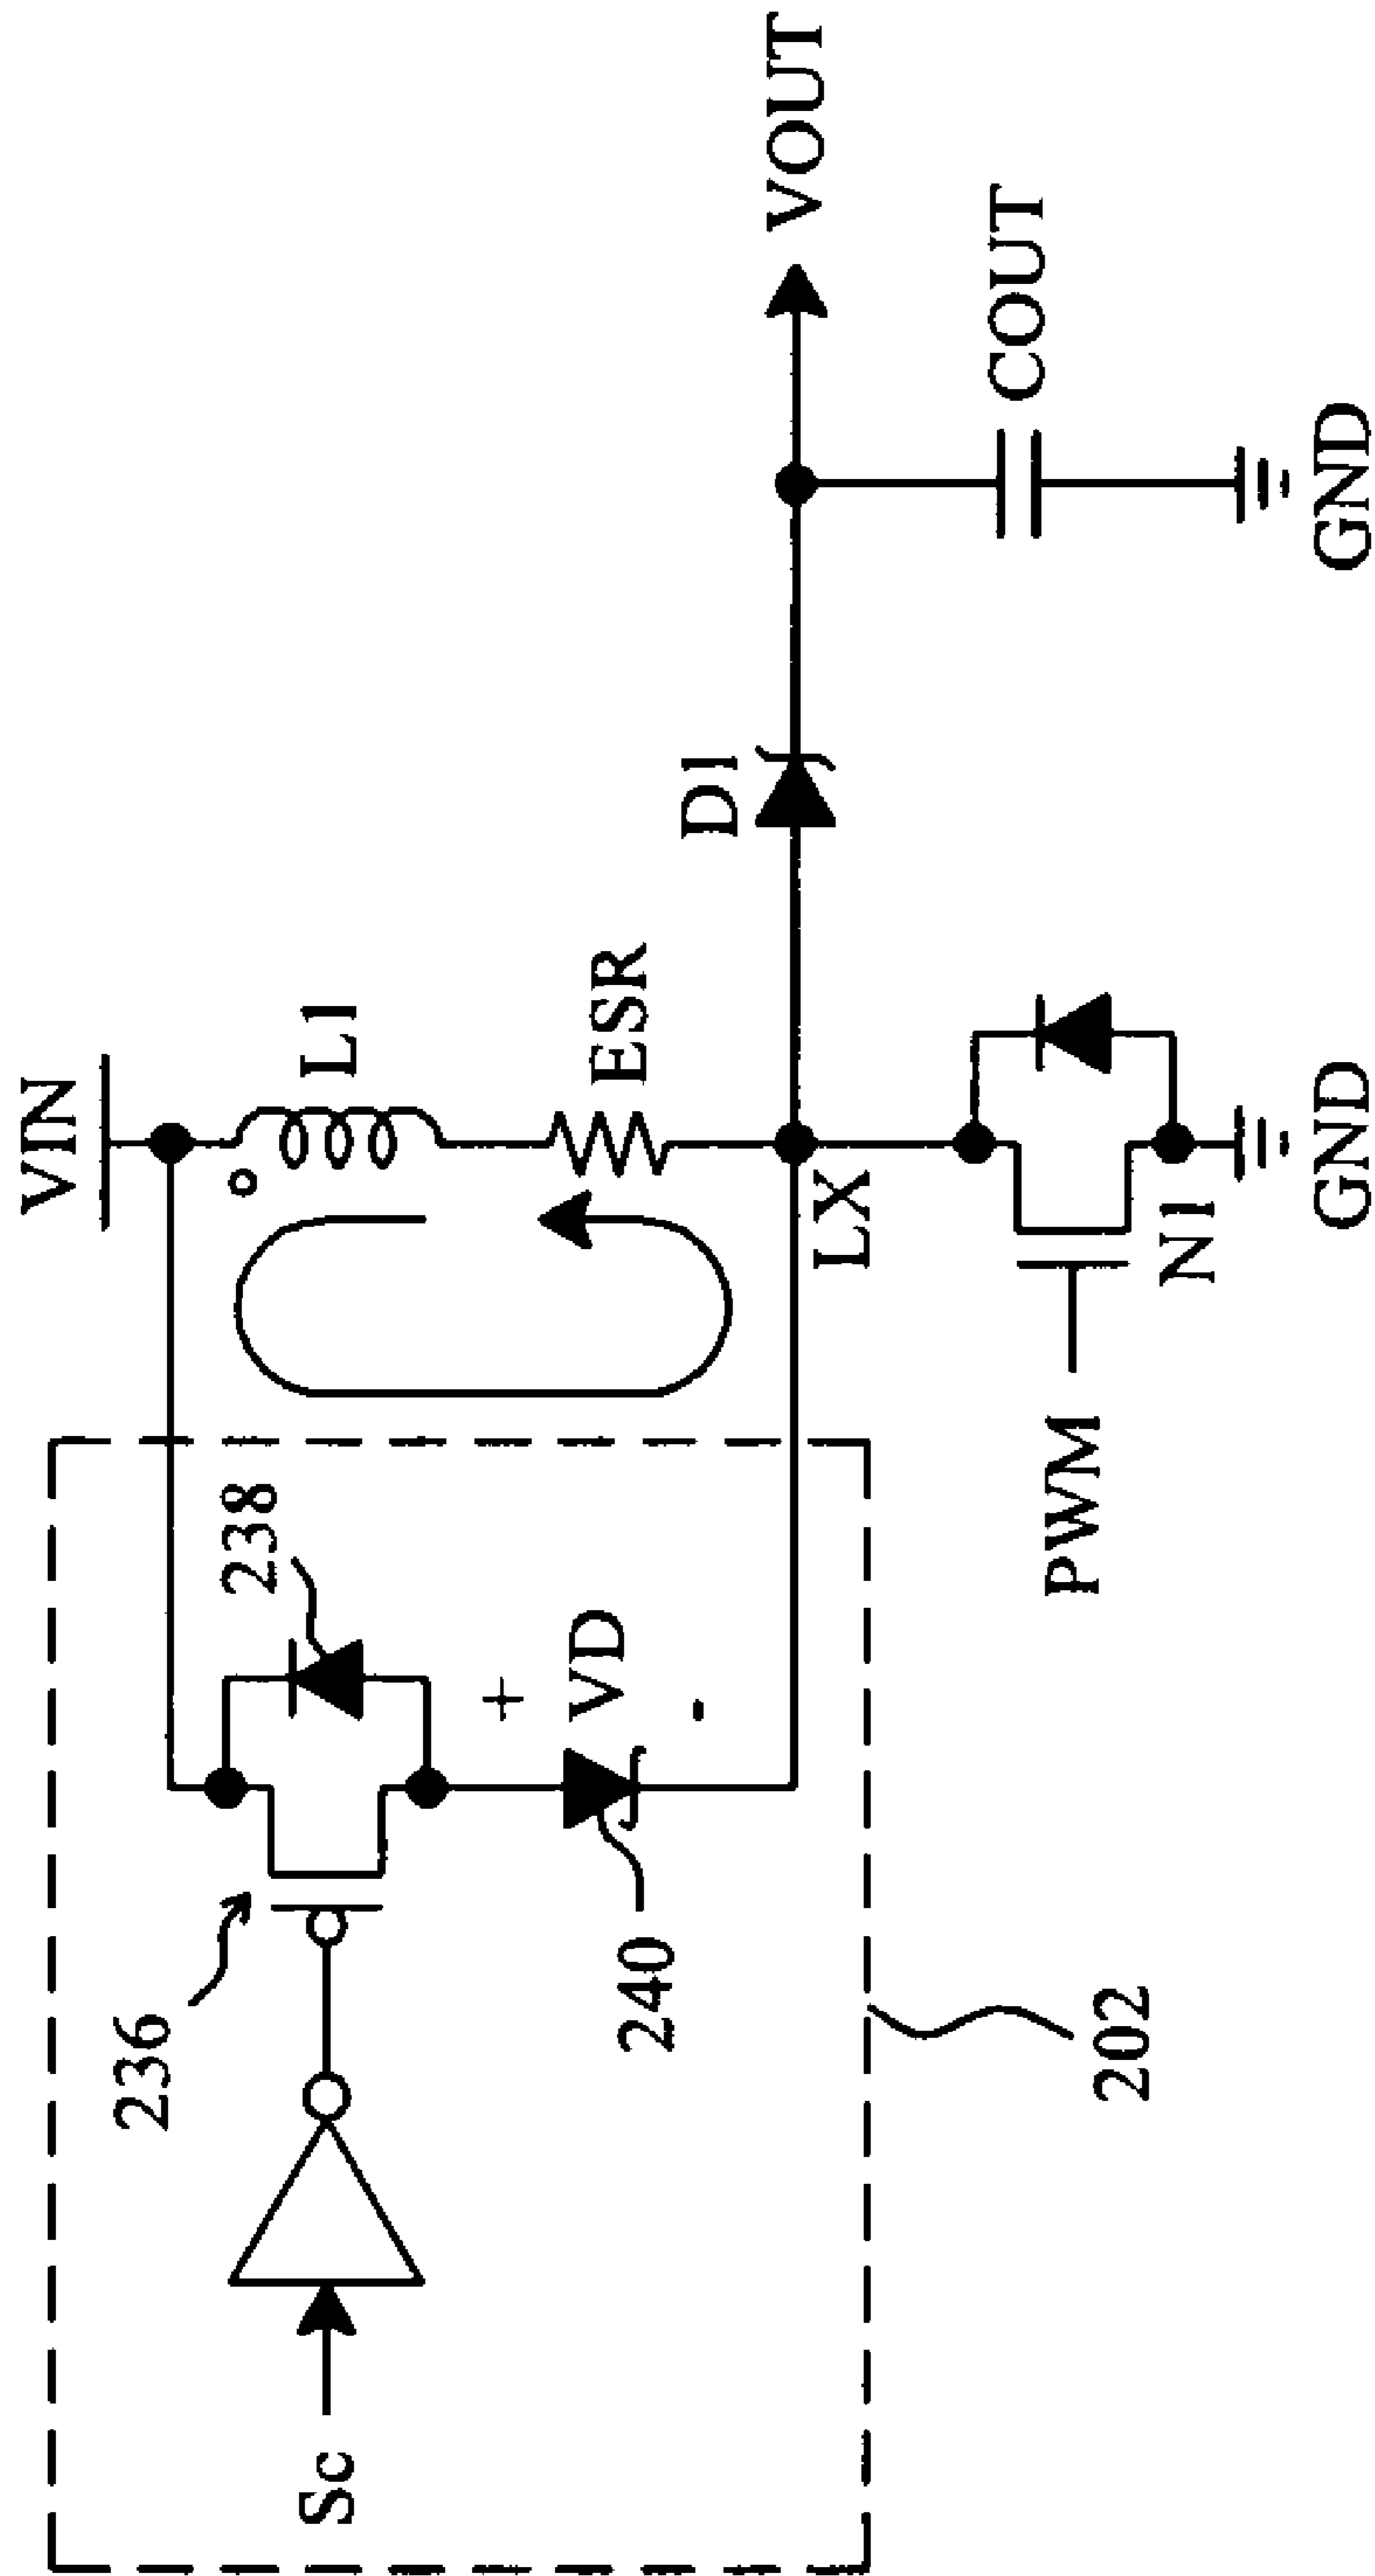 VIN
L1
ESR
238
236
Sc
+
VD
-
240
202
LX
D1
VOUT
COUT
PWM
N1
GND
GND